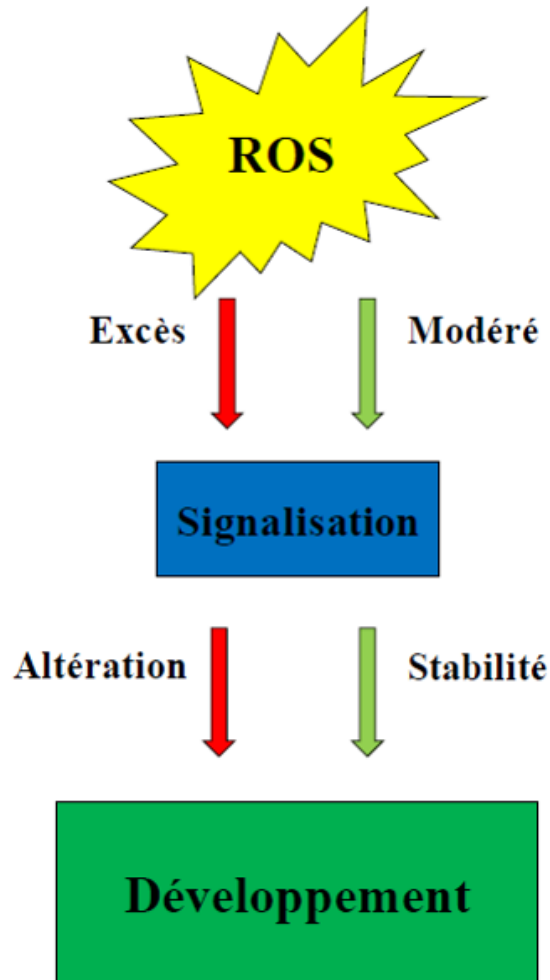 ROS
Excès
Modéré
Signalisation
Altération
Stabilité
Développement